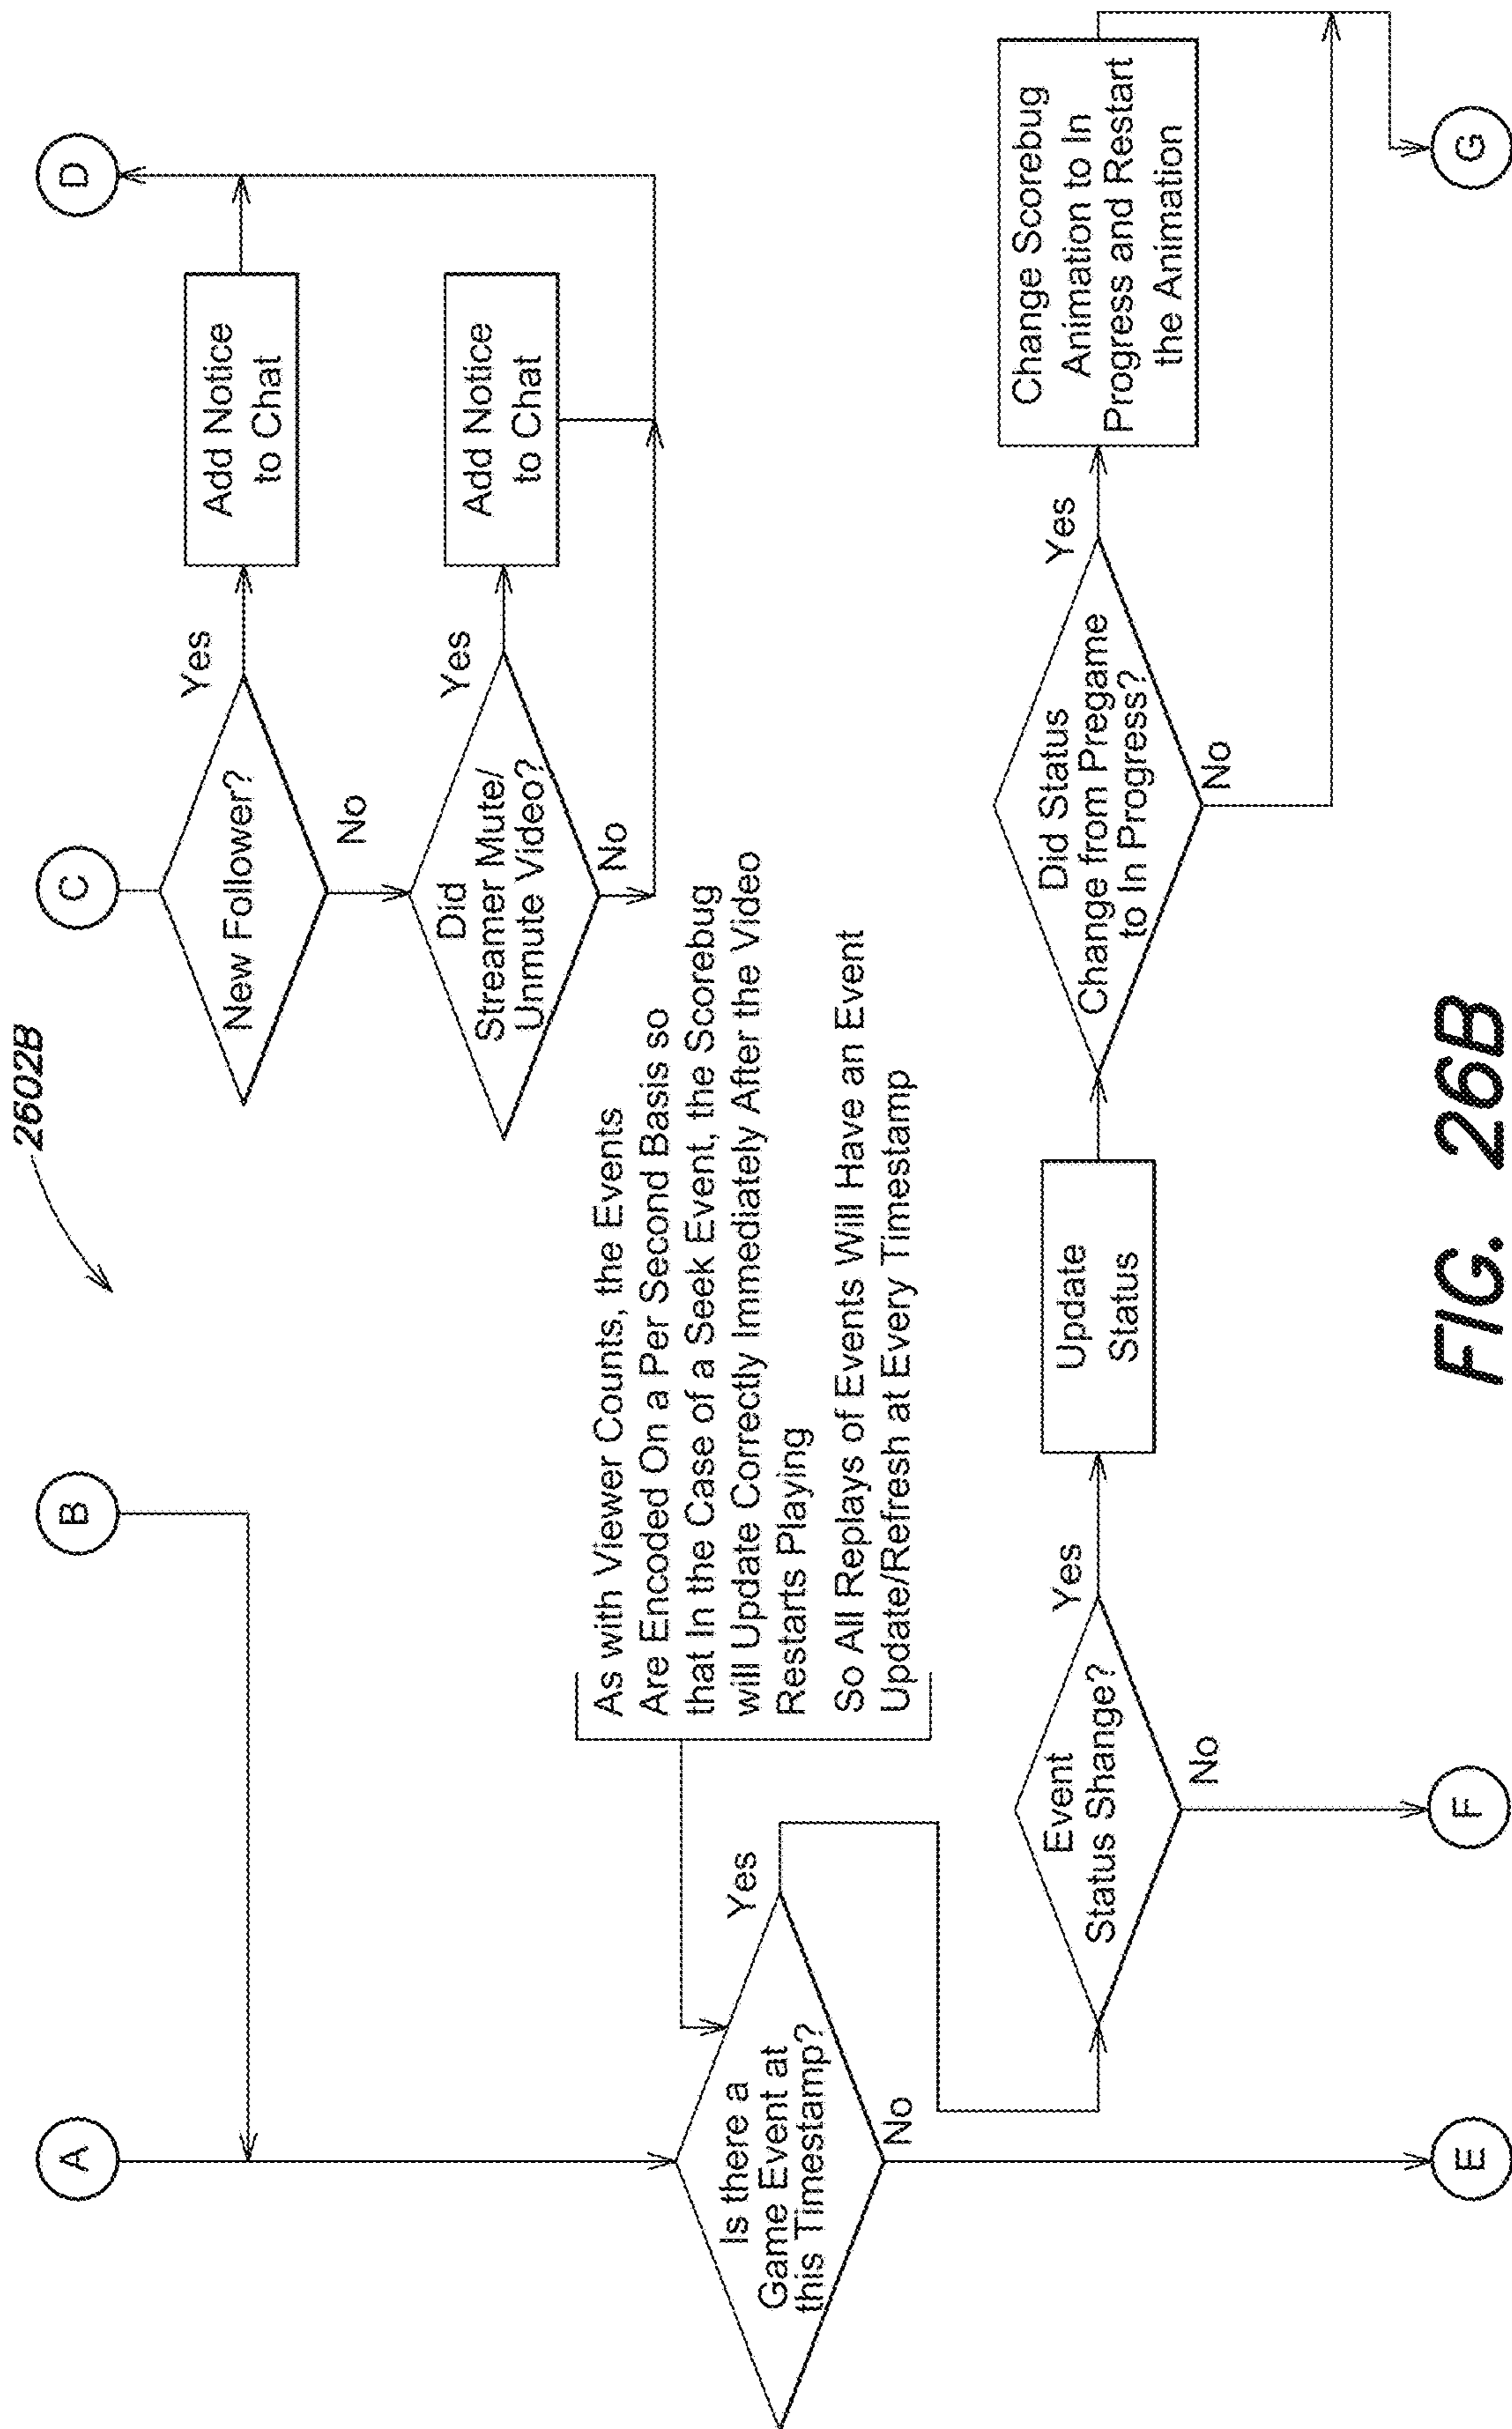 2602B
A
B
C
D
New Follower?
Yes
Add Notice
to Chat
No
Did
Streamer Mute/
Unmute Video?
Yes
Add Notice
to Chat
No
As with Viewer Counts, the Events
Are Encoded On a Per Second Basis so
that In the Case of a Seek Event, the Scorebug
will Update Correctly Immediately After the Video
Restarts Playing
So All Replays of Events Will Have an Event
Update/Refresh at Every Timestamp
Is there a
Game Event at
this Timestamp?
Yes
No
Event
Status Shange?
Yes
No
Update
Status
Did Status
Change from Pregame
to In Progress?
Yes
No
Change Scorebug
Animation to In
Progress and Restart
the Animation
E
F
G
FIG. 26B